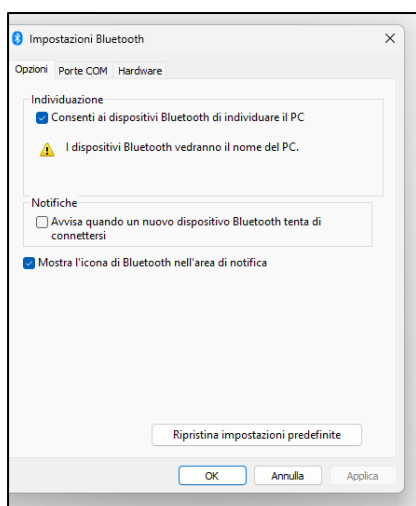 Impostazioni Bluetooth
Opzioni Porte COM Hardware
Individuazione
Consenti ai dispositivi Bluetooth di individuare il PC
I dispositivi Bluetooth vedranno il nome del PC.
Notifiche
Avvisa quando un nuovo dispositivo Bluetooth tenta di
connettersi
Mostra l'icona di Bluetooth nell'area di notifica
Ripristina impostazioni predefinite
OK Annulla Applica